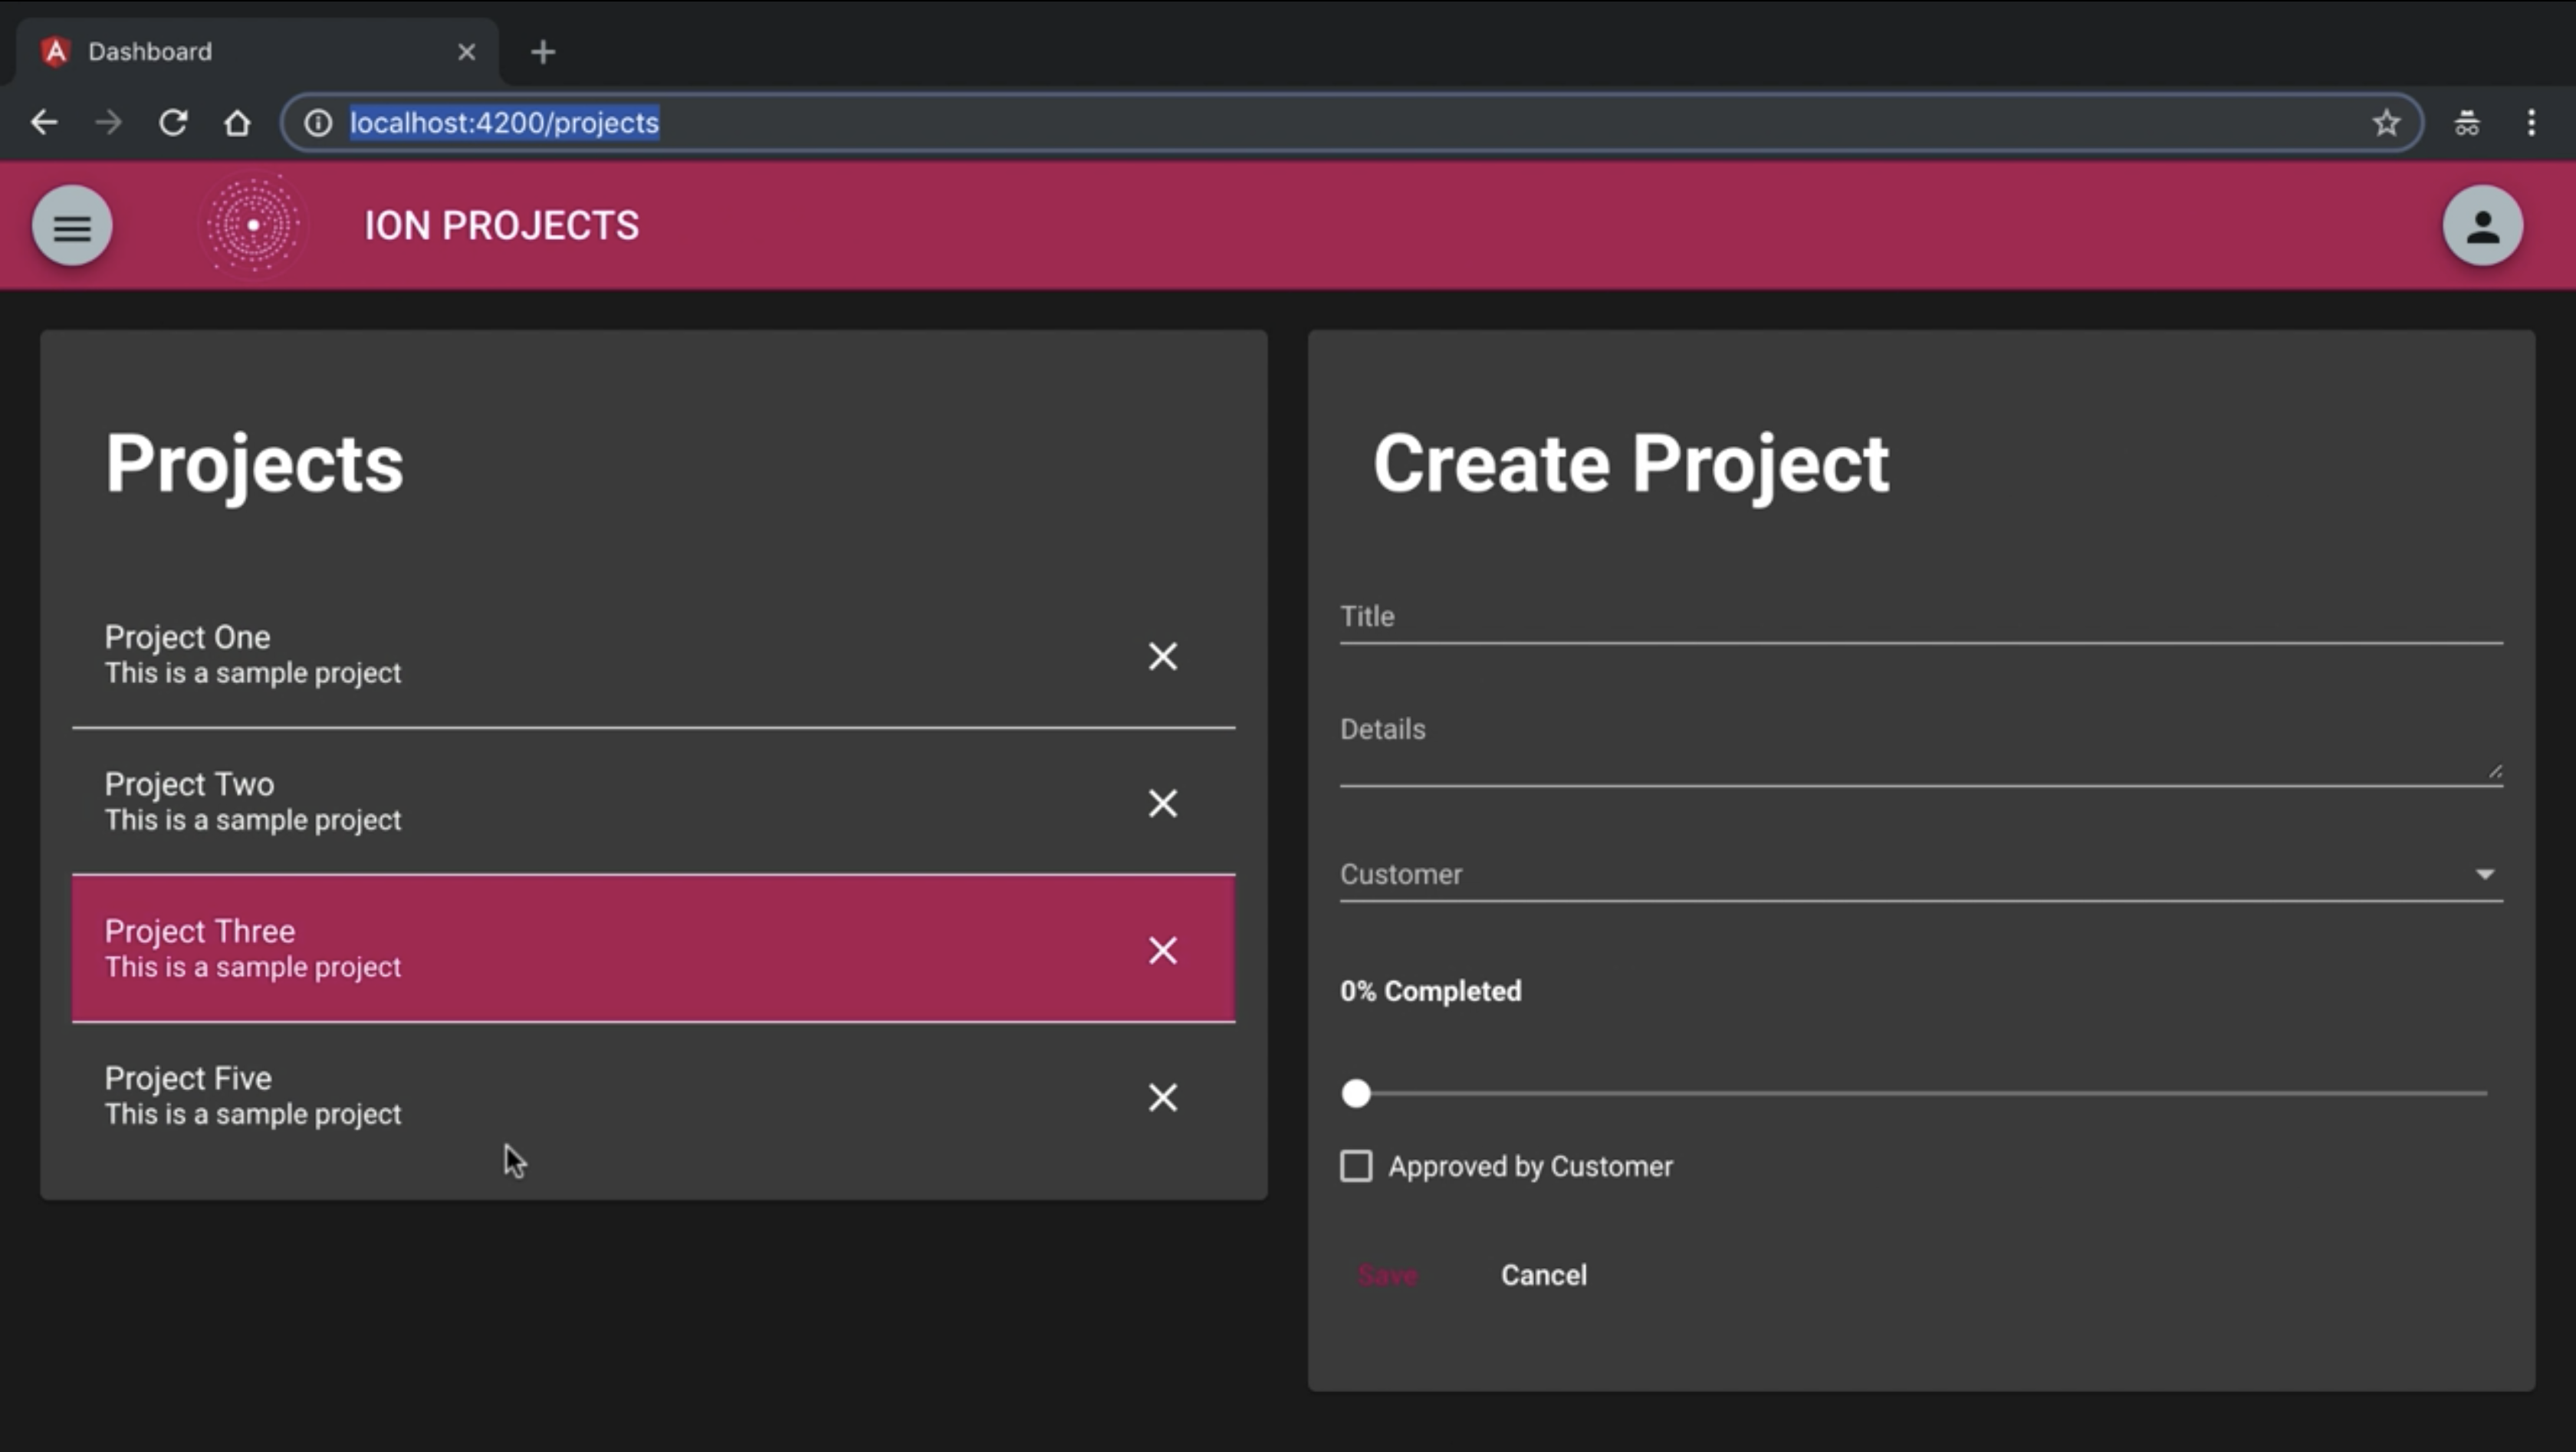 Dashboard
localhost:4200/projects
ION PROJECTS
Projects
Project One
This is a sample project
Project Two
This is a sample project
Project Three
This is a sample project
Project Five
This is a sample project
Create Project
Title
Details
Customer
0% Completed
Approved by Customer
Save Cancel